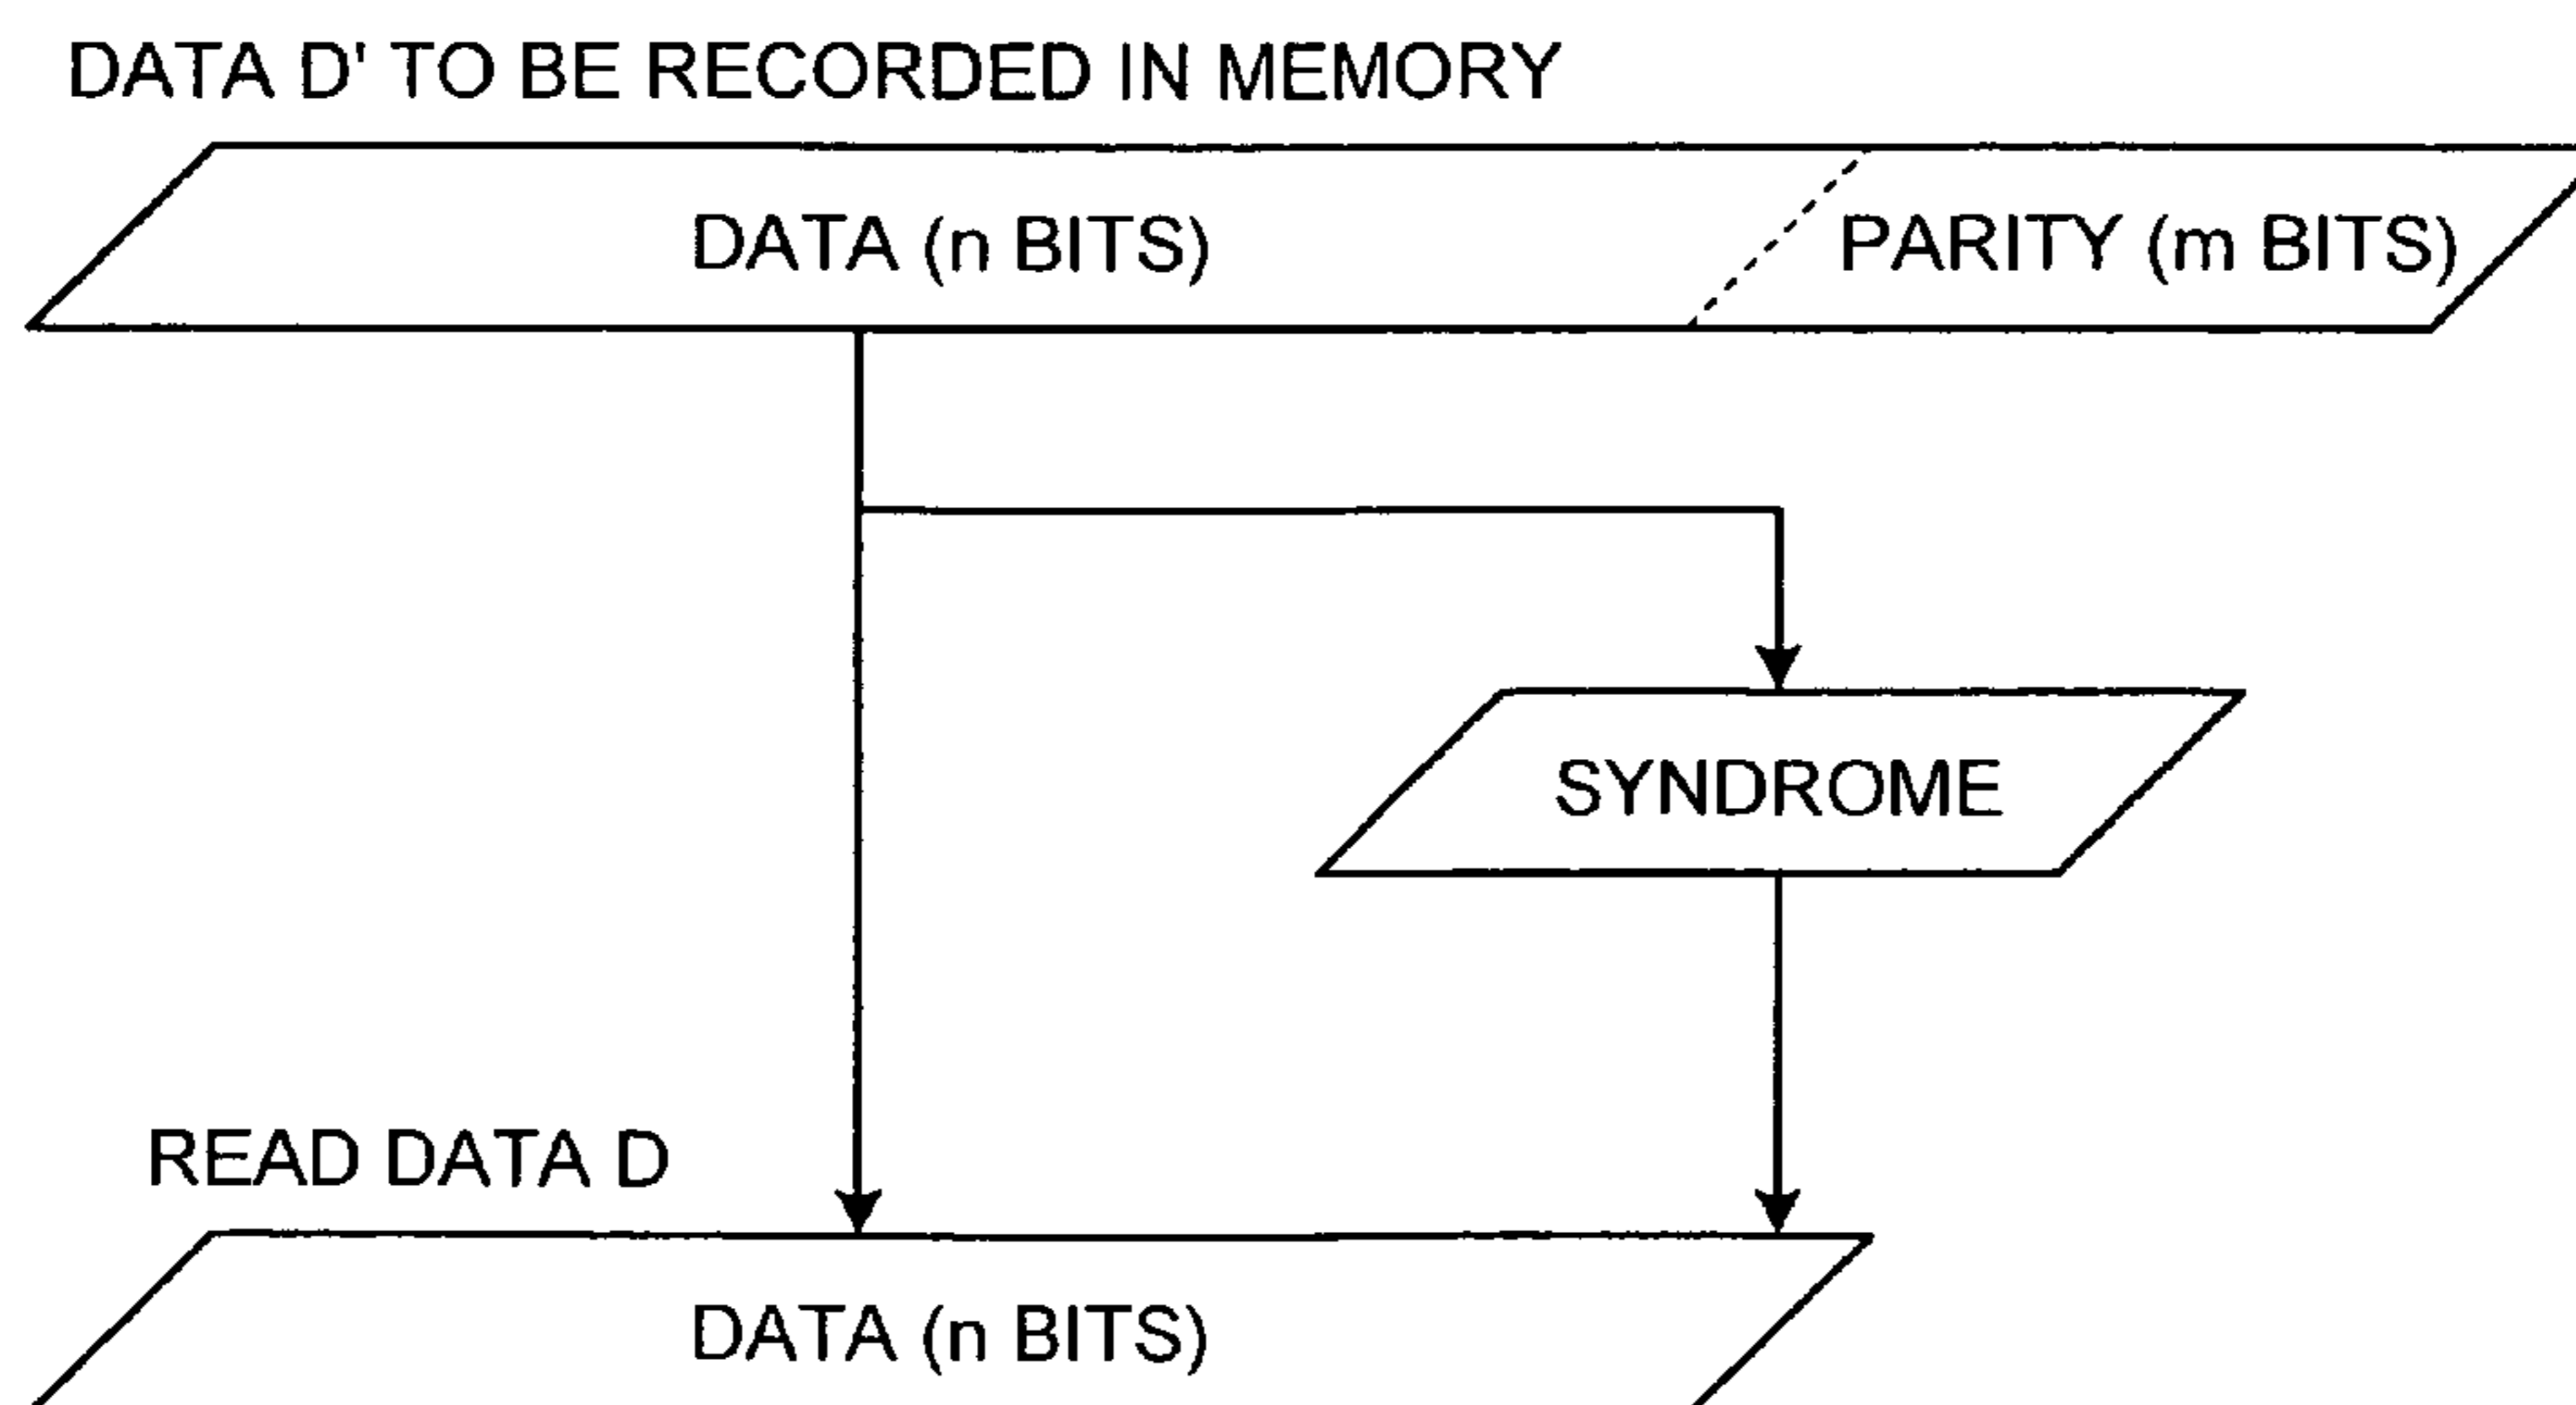 DATA D' TO BE RECORDED IN MEMORY
DATA (n BITS) PARITY (m BITS)
SYNDROME
READ DATA D
DATA (n BITS)